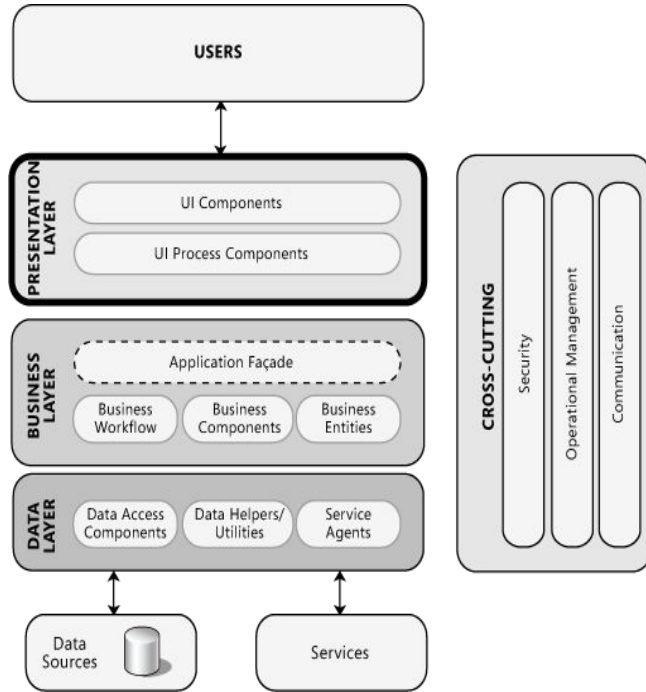 USERS
PRESENTATION
LAYER
UI Components
UI Process Components
BUSINESS
LAYER
Application Façade
Business
Workflow
Business
Components
Business
Entities
DATA
LAYER
Data Access
Components
Data Helpers/
Utilities
Service
Agents
Data
Sources
Services
CROSS-CUTTING
Security
Operational Management
Communication